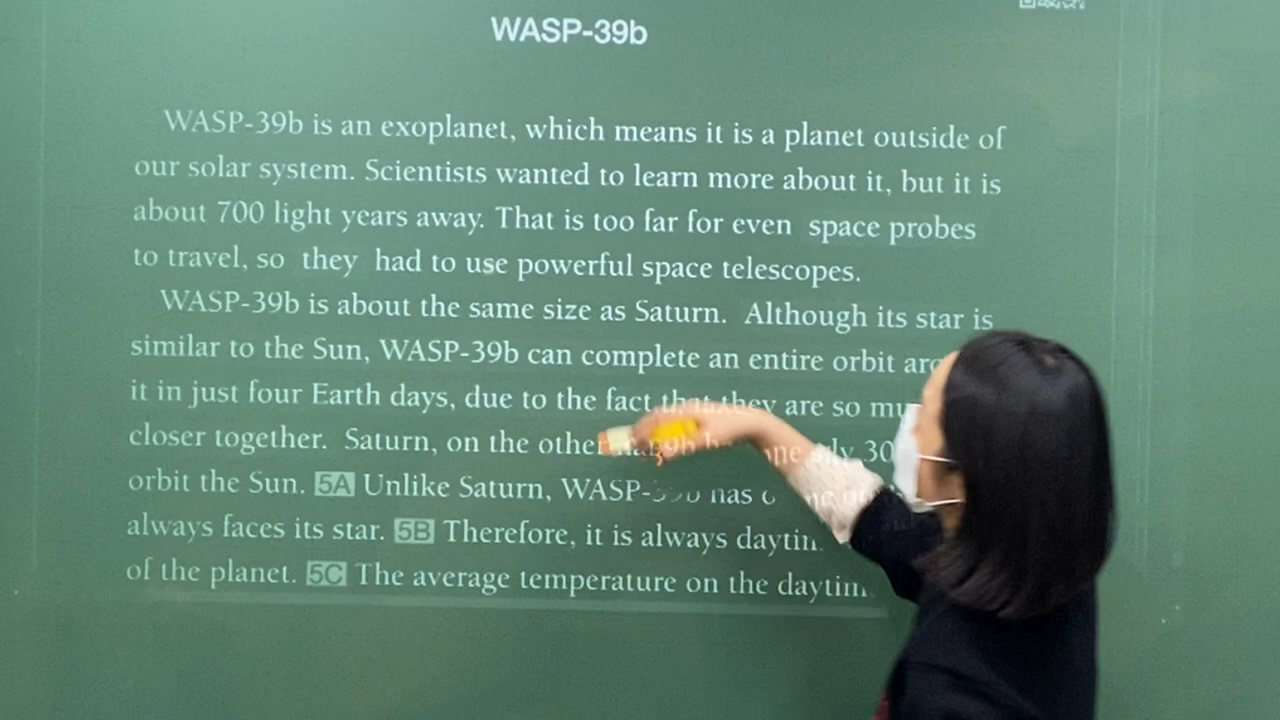 WASP-39b
WASP-39b is an exoplanet, which means it is a planet outside of
our solar system. Scientists wanted to learn more about it, but it is
about 700 light years away. That is too far for even space probes
to travel, so they had to use powerful space telescopes.
WASP-39b is about the same size as Saturn. Although its star is
similar to the Sun, WASP-39b can complete an entire orbit
it in just four Earth days, due to the fact that they are so
closer together. Saturn, on the other 30
orbit the Sun. 5A Unlike Saturn, WASP- has
always faces its star. 5B Therefore, it is always
of the planet. 5C The average temperature on the